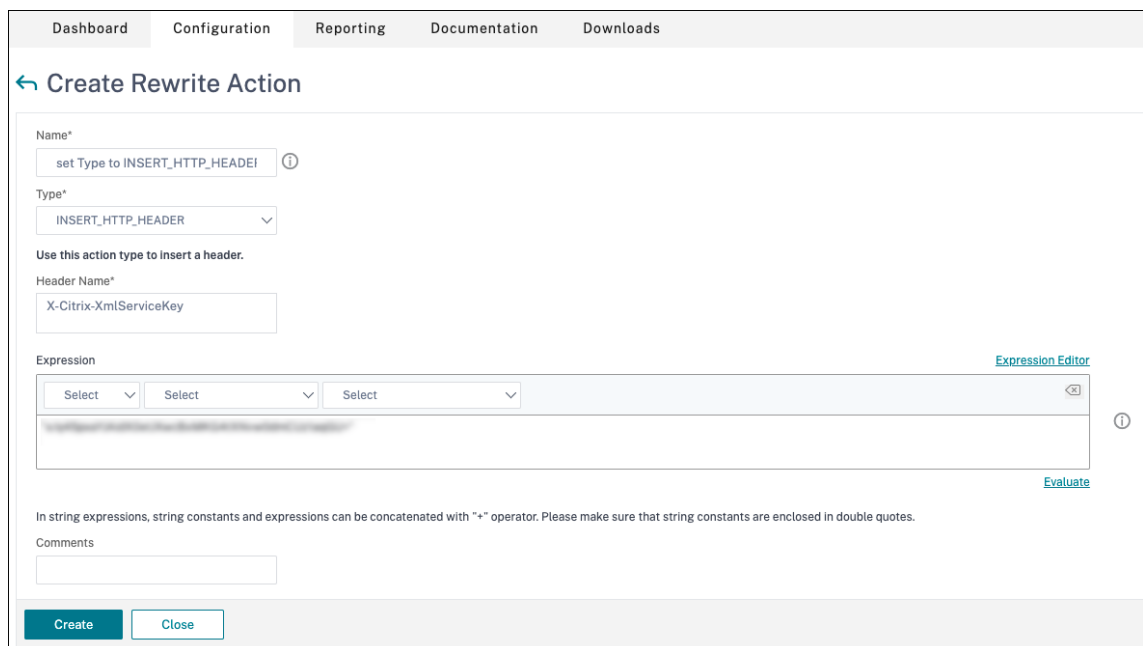 Dashboard Configuration Reporting Documentation Downloads
Create Rewrite Action
Name*
set Type to INSERT_HTTP_HEADER
Type*
INSERT_HTTP_HEADER
Use this action type to insert a header.
Header Name*
X-Citrix-XmlServiceKey
Expression Expression Editor
Select Select Select
Evaluate
In string expressions, string constants and expressions can be concatenated with "+" operator. Please make sure that string constants are enclosed in double quotes.
Comments
Create Close